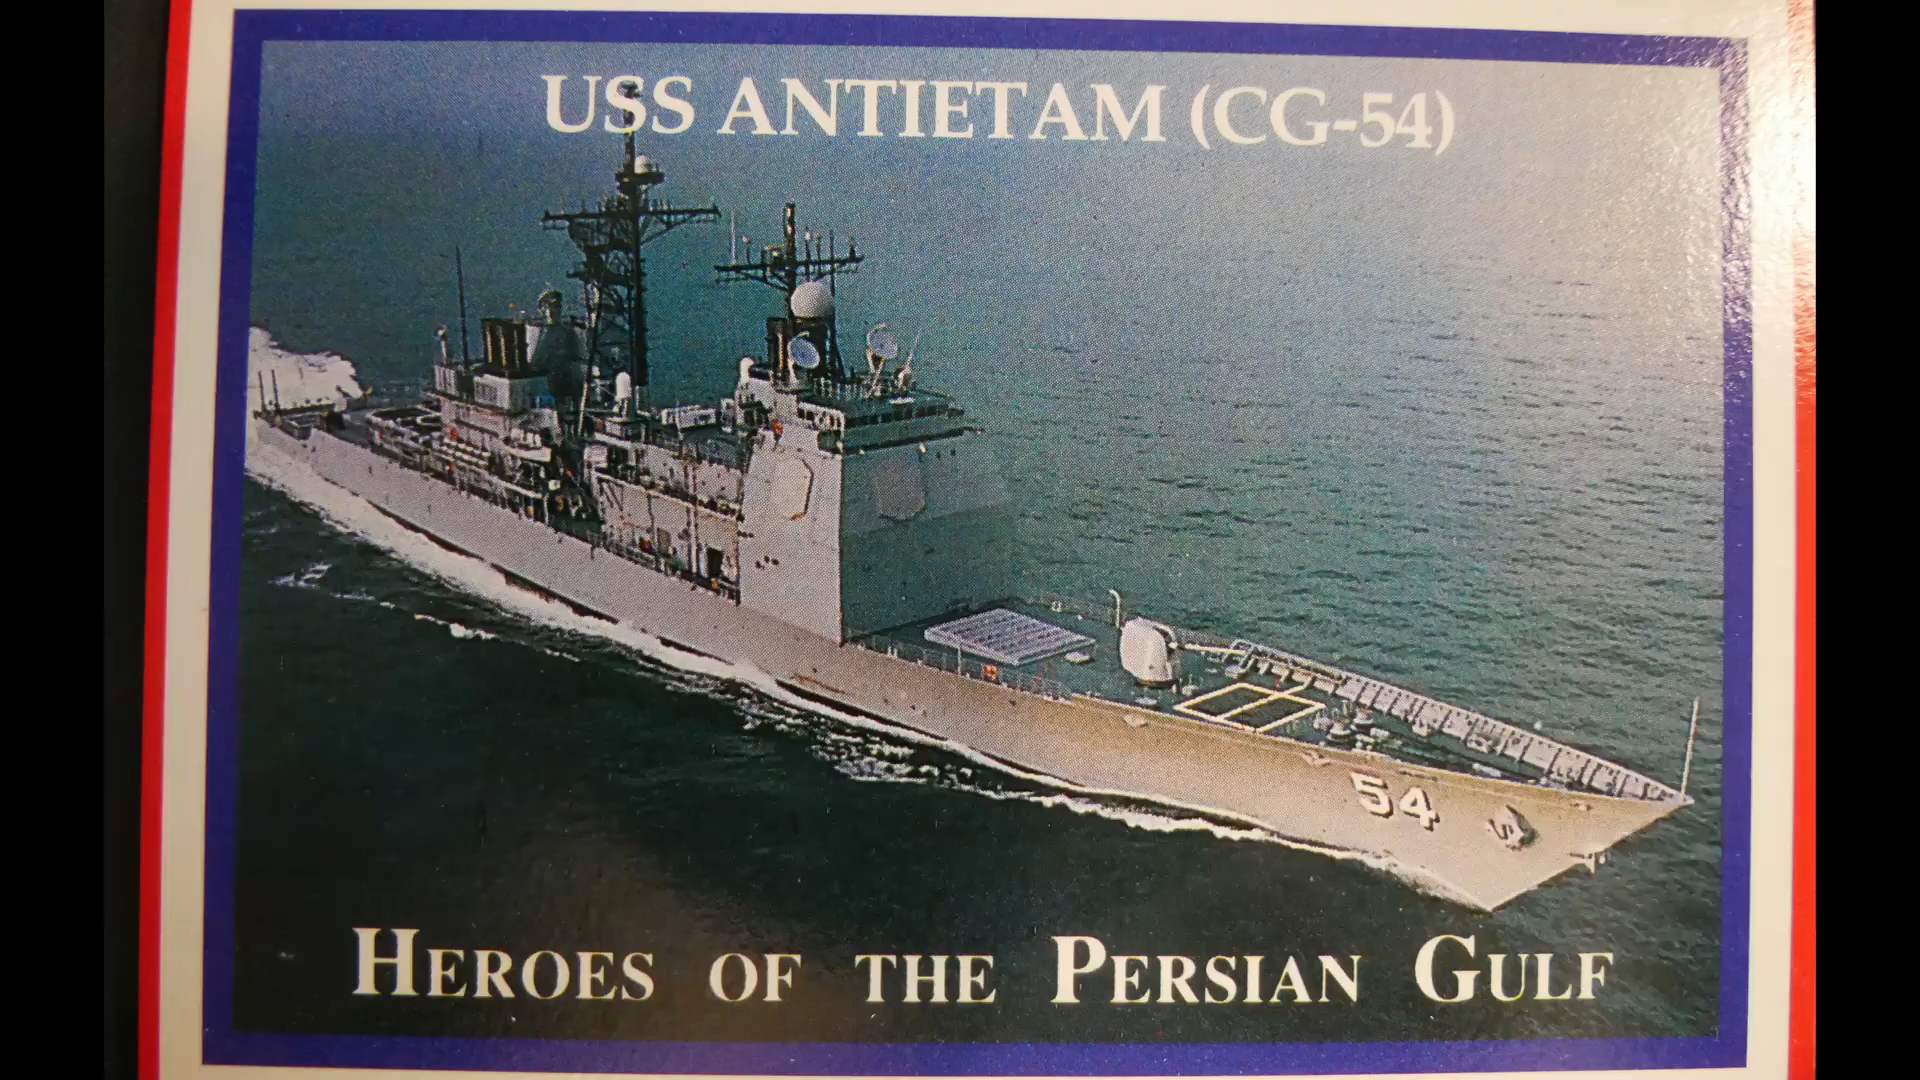 USS ANTIETAM (CG-54)
54
HEROES OF THE PERSIAN GULF